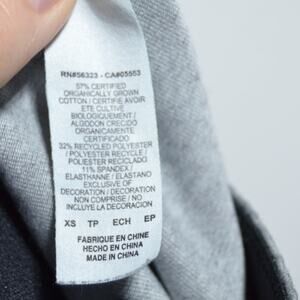 RN#56323 - CA#05553
57% CERTIFIED
ORGANICALLY GROWN
COTTON / CERTIFIE AVOIR
ETE CULTIVE
BIOLOGIQUEMENT /
ALGODON CRECIDO
ORGANICAMENTE
CERTIFICADO
32% RECYCLED POLYESTER
/ POLYESTER RECYCLE /
POLYESTER RECICLADO
11% SPANDEX /
ELASTHANNE / ELASTANO
EXCLUSIVE OF
DECORATION / DECORATION
NON COMPRISE / NO
INCLUYE LA DECORACION
XS TP ECH EP
FABRIQUE EN CHINE
HECHO EN CHINA
MADE IN CHINA